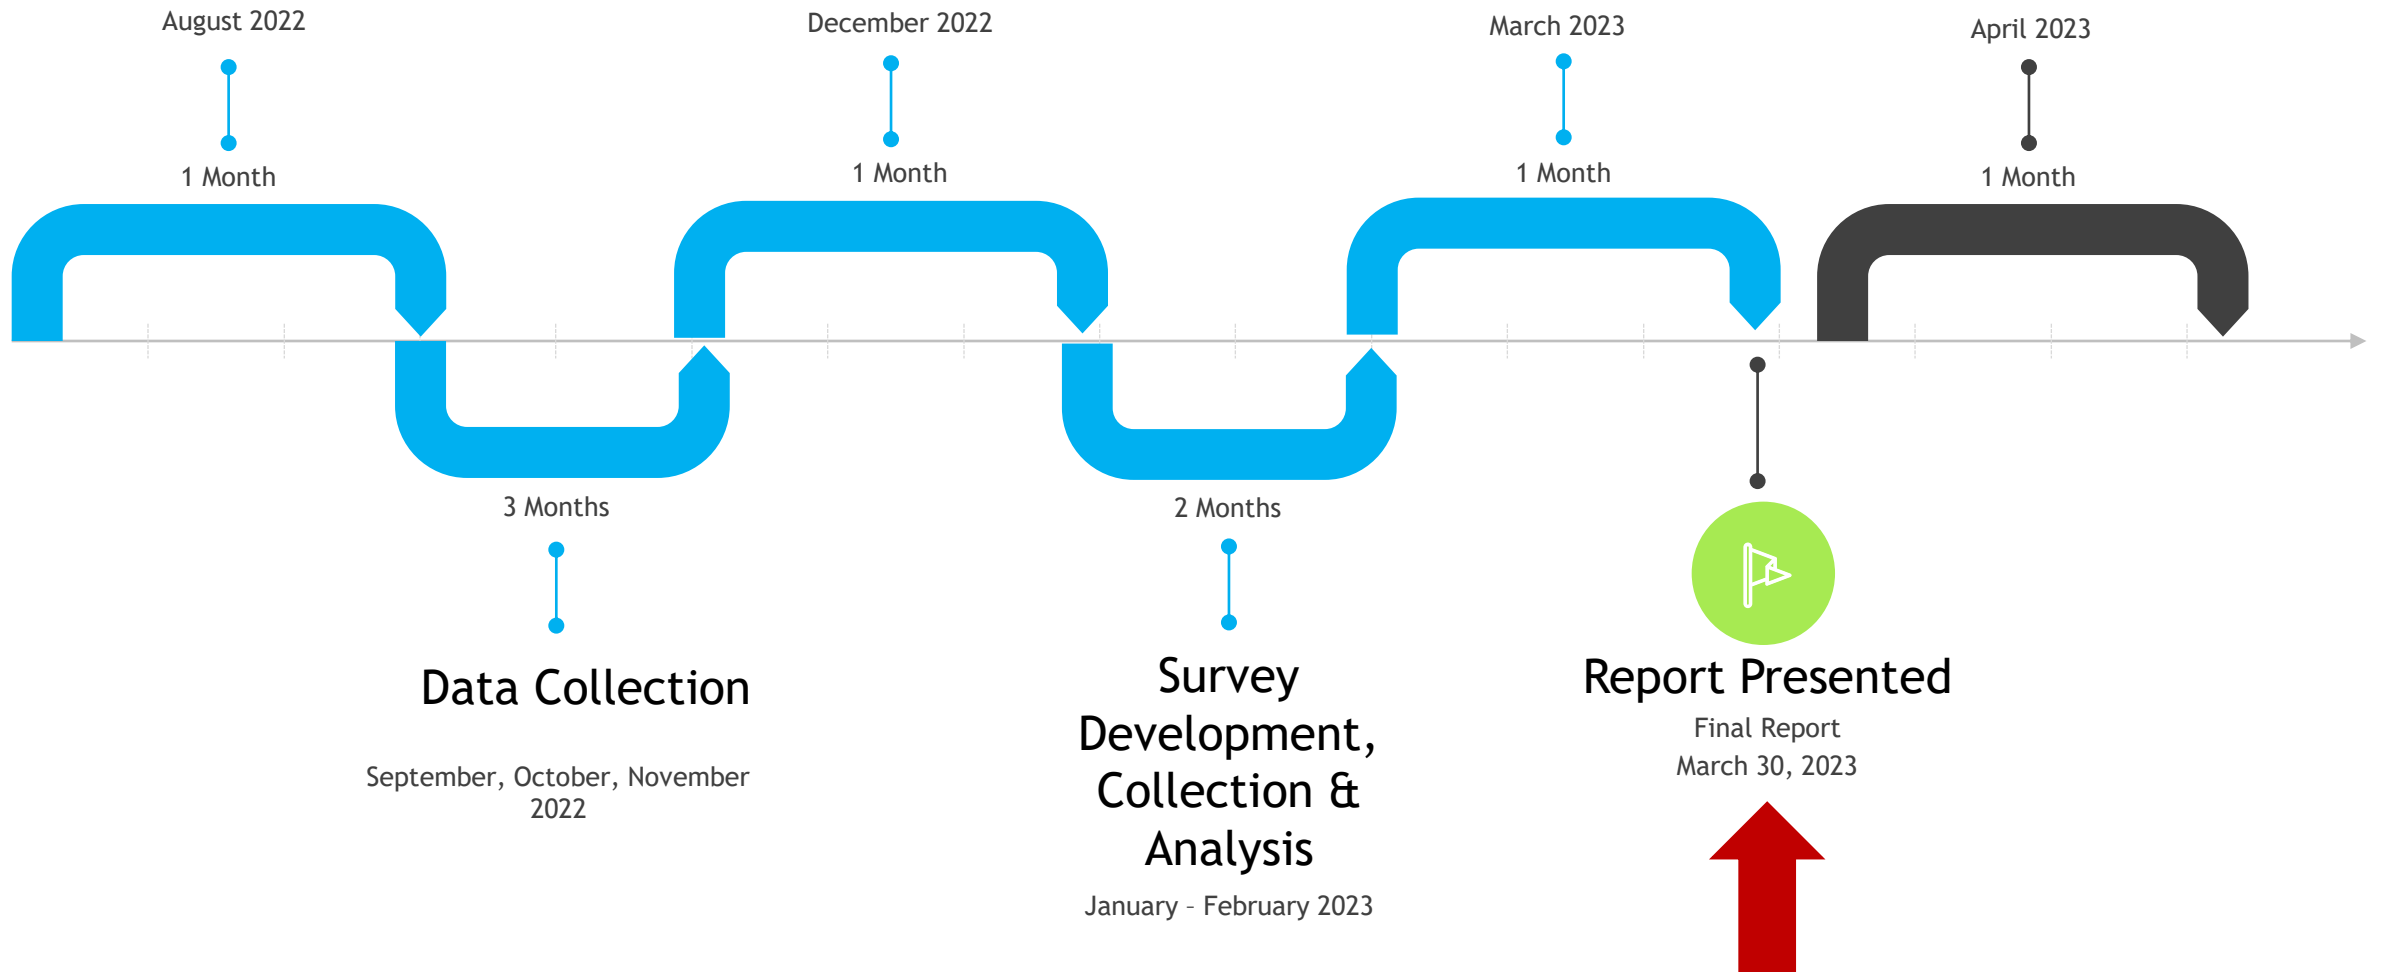 August 2022
December 2022
March 2023
April 2023
1 Month
1 Month
1 Month
1 Month
3 Months
2 Months
Data Collection
September, October, November
2022
Survey
Development,
Collection &
Analysis
January – February 2023
Report Presented
Final Report
March 30, 2023